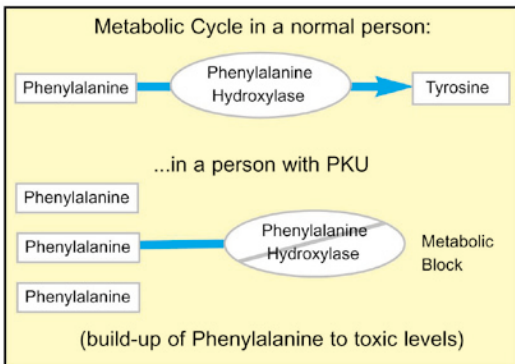 Metabolic Cycle in a normal person:
Phenylalanine
Phenylalanine
Hydroxylase
Tyrosine
...in a person with PKU
Phenylalanine
Phenylalanine
Phenylalanine
Hydroxylase
Metabolic
Block
Phenylalanine
(build-up of Phenylalanine to toxic levels)